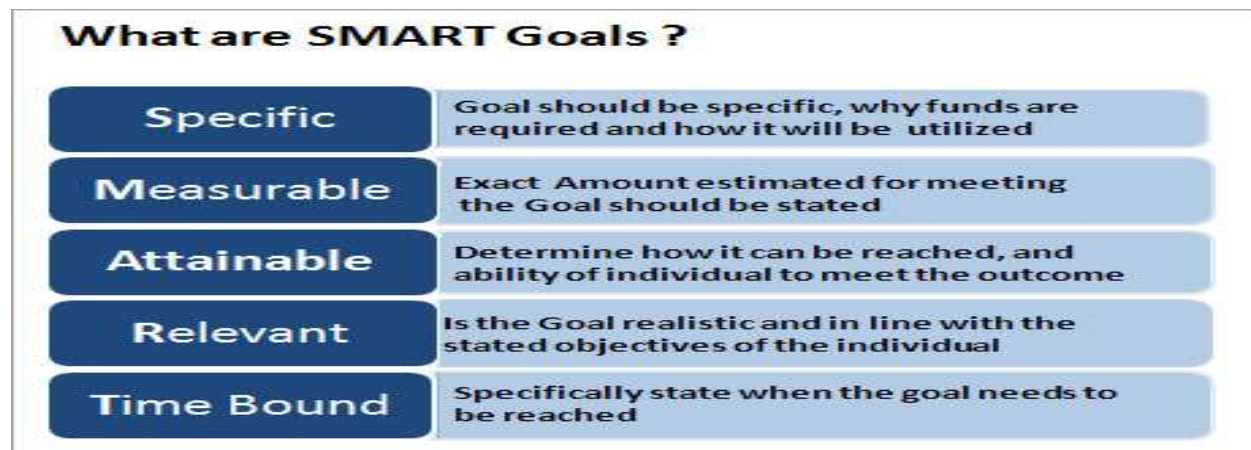 What are SMART Goals ?
Specific
Goal should be specific, why funds are
required and how it will be utilized
Measurable
Exact Amount estimated for meeting
the Goal should be stated
Attainable
Determine how it can be reached, and
ability of individual to meet the outcome
Relevant
Is the Goal realistic and in line with the
stated objectives of the individual
Time Bound
Specifically state when the goal needs to
be reached